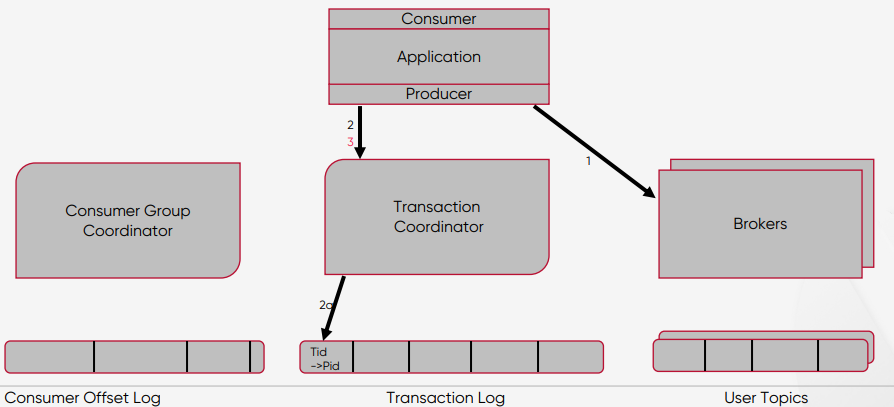 Consumer
Application
Producer
2
3
1
Consumer Group
Coordinator
Transaction
Coordinator
Brokers
2a
Tid
->Pid
Consumer Offset Log
Transaction Log
User Topics